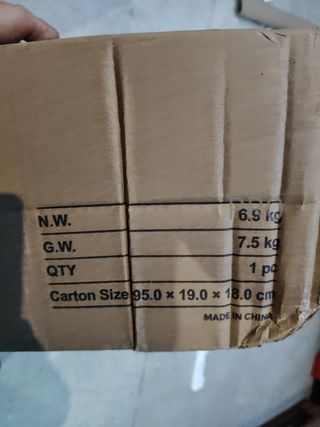 N.W. 6.9 kg
G.W. 7.5 kg
QTY 1 pc
Carton Size 95.0 × 19.0 × 18.0 cm
MADE IN CHINA